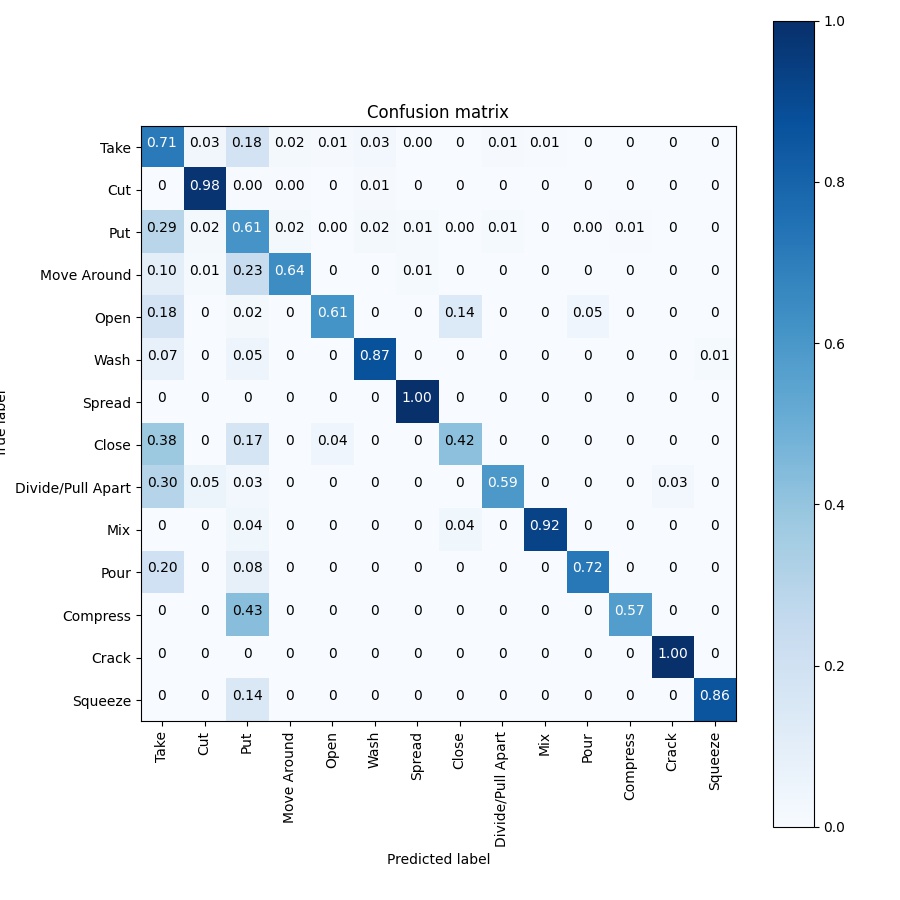 Confusion matrix
Take 0.71 0.03 0.18 0.02 0.01 0.03 0.00 0 0.01 0.01 0 0 0 0
Cut 0 0.98 0.00 0.00 0 0.01 0 0 0 0 0 0 0 0
Put 0.29 0.02 0.61 0.02 0.00 0.02 0.01 0.00 0.01 0 0.00 0.01 0 0
Move Around 0.10 0.01 0.23 0.64 0 0 0.01 0 0 0 0 0 0 0
Open 0.18 0 0.02 0 0.61 0 0 0.14 0 0 0.05 0 0 0
Wash 0.07 0 0.05 0 0 0.87 0 0 0 0 0 0 0 0.01
Spread 0 0 0 0 0 0 1.00 0 0 0 0 0 0 0
Close 0.38 0 0.17 0 0.04 0 0 0.42 0 0 0 0 0 0
Divide/Pull Apart 0.30 0.05 0.03 0 0 0 0 0 0.59 0 0 0 0.03 0
Mix 0 0 0.04 0 0 0 0 0.04 0 0.92 0 0 0 0
Pour 0.20 0 0.08 0 0 0 0 0 0 0 0.72 0 0 0
Compress 0 0 0.43 0 0 0 0 0 0 0 0 0.57 0 0
Crack 0 0 0 0 0 0 0 0 0 0 0 0 1.00 0
Squeeze 0 0 0.14 0 0 0 0 0 0 0 0 0 0 0.86
Take Cut Put Move Around Open Wash Spread Close Divide/Pull Apart Mix Pour Compress Crack Squeeze
Predicted label
1.0
0.8
0.6
0.4
0.2
0.0